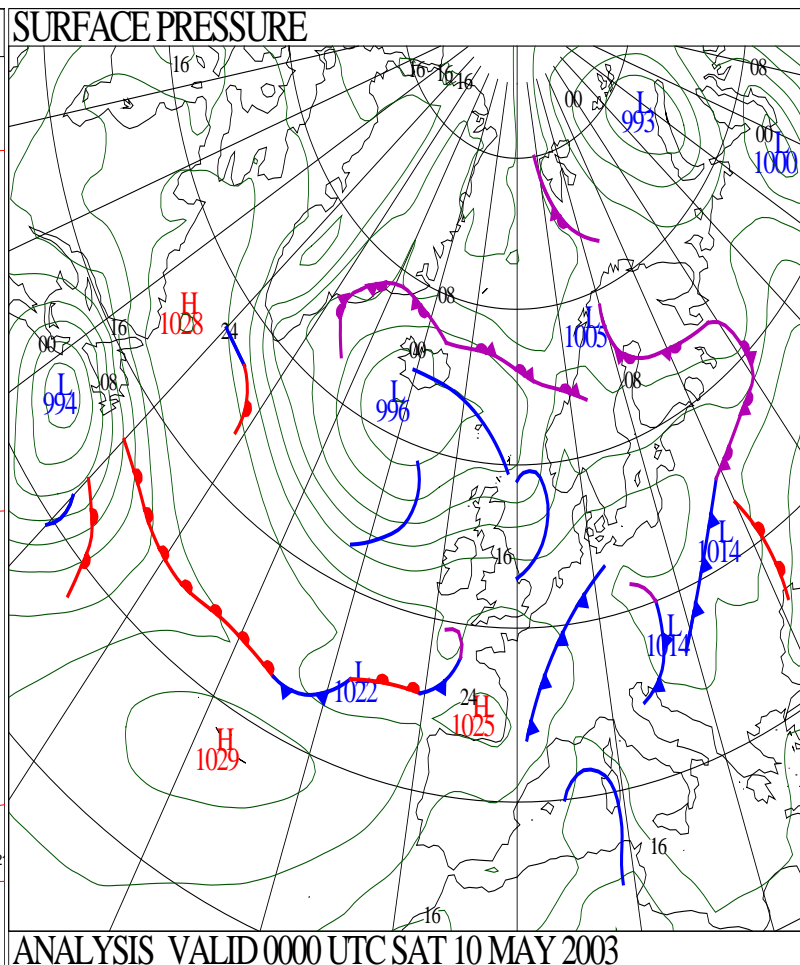 SURFACE PRESSURE
16
16
16
16
08
00
L
993
00
L
1000
08
H
1028
24
16
00
08
L
994
00
L
996
L
1005
08
16
L
1014
L
1014
L
1022
24
H
1025
H
1029
16
16
ANALYSIS VALID 0000 UTC SAT 10 MAY 2003